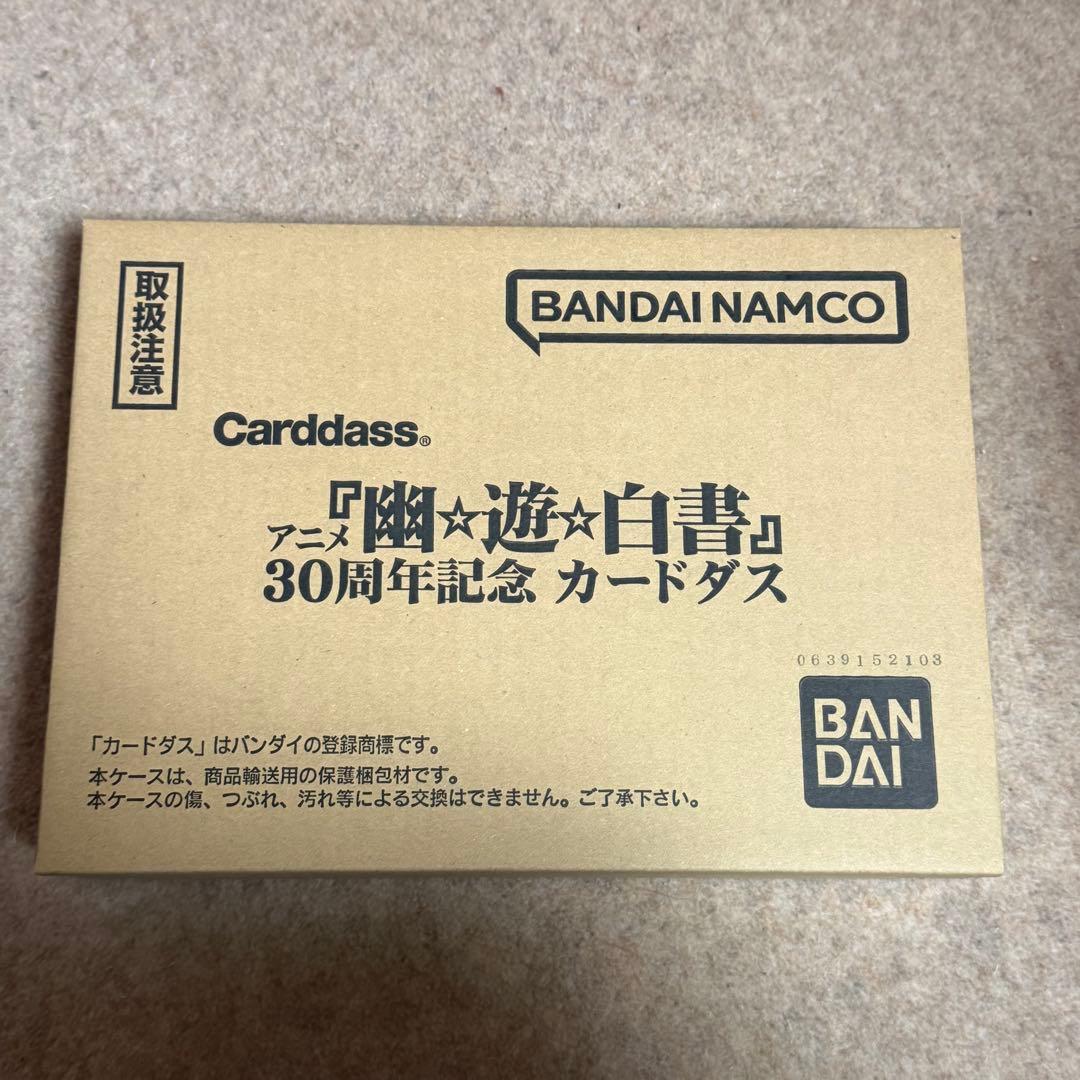 取扱注意
BANDAI NAMCO
Carddass®
アニメ『幽☆遊☆白書』
30周年記念 カードダス
0639152103
BAN
DAI
「カードダス」はバンダイの登録商標です。
本ケースは、商品輸送用の保護梱包材です。
本ケースの傷、つぶれ、汚れ等による交換はできません。ご了承下さい。